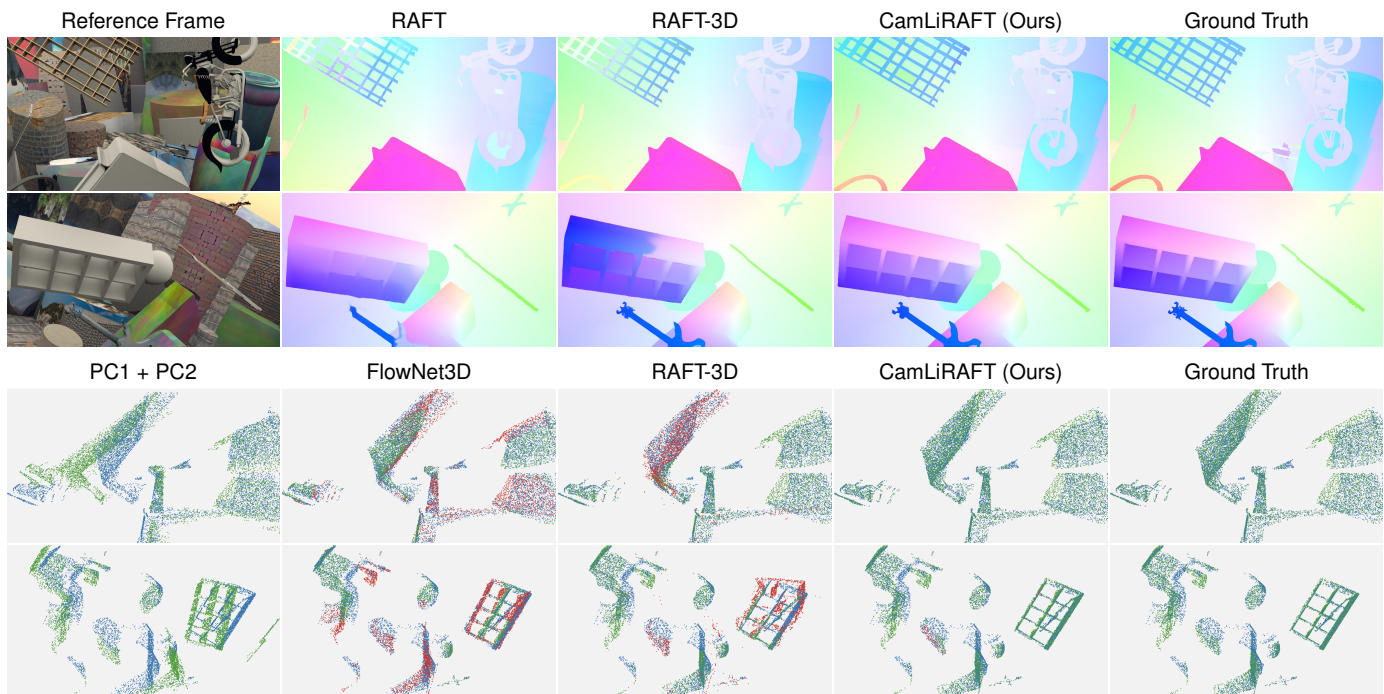 Reference Frame RAFT RAFT-3D CamLiRAFT (Ours) Ground Truth
PC1 + PC2 FlowNet3D RAFT-3D CamLiRAFT (Ours) Ground Truth